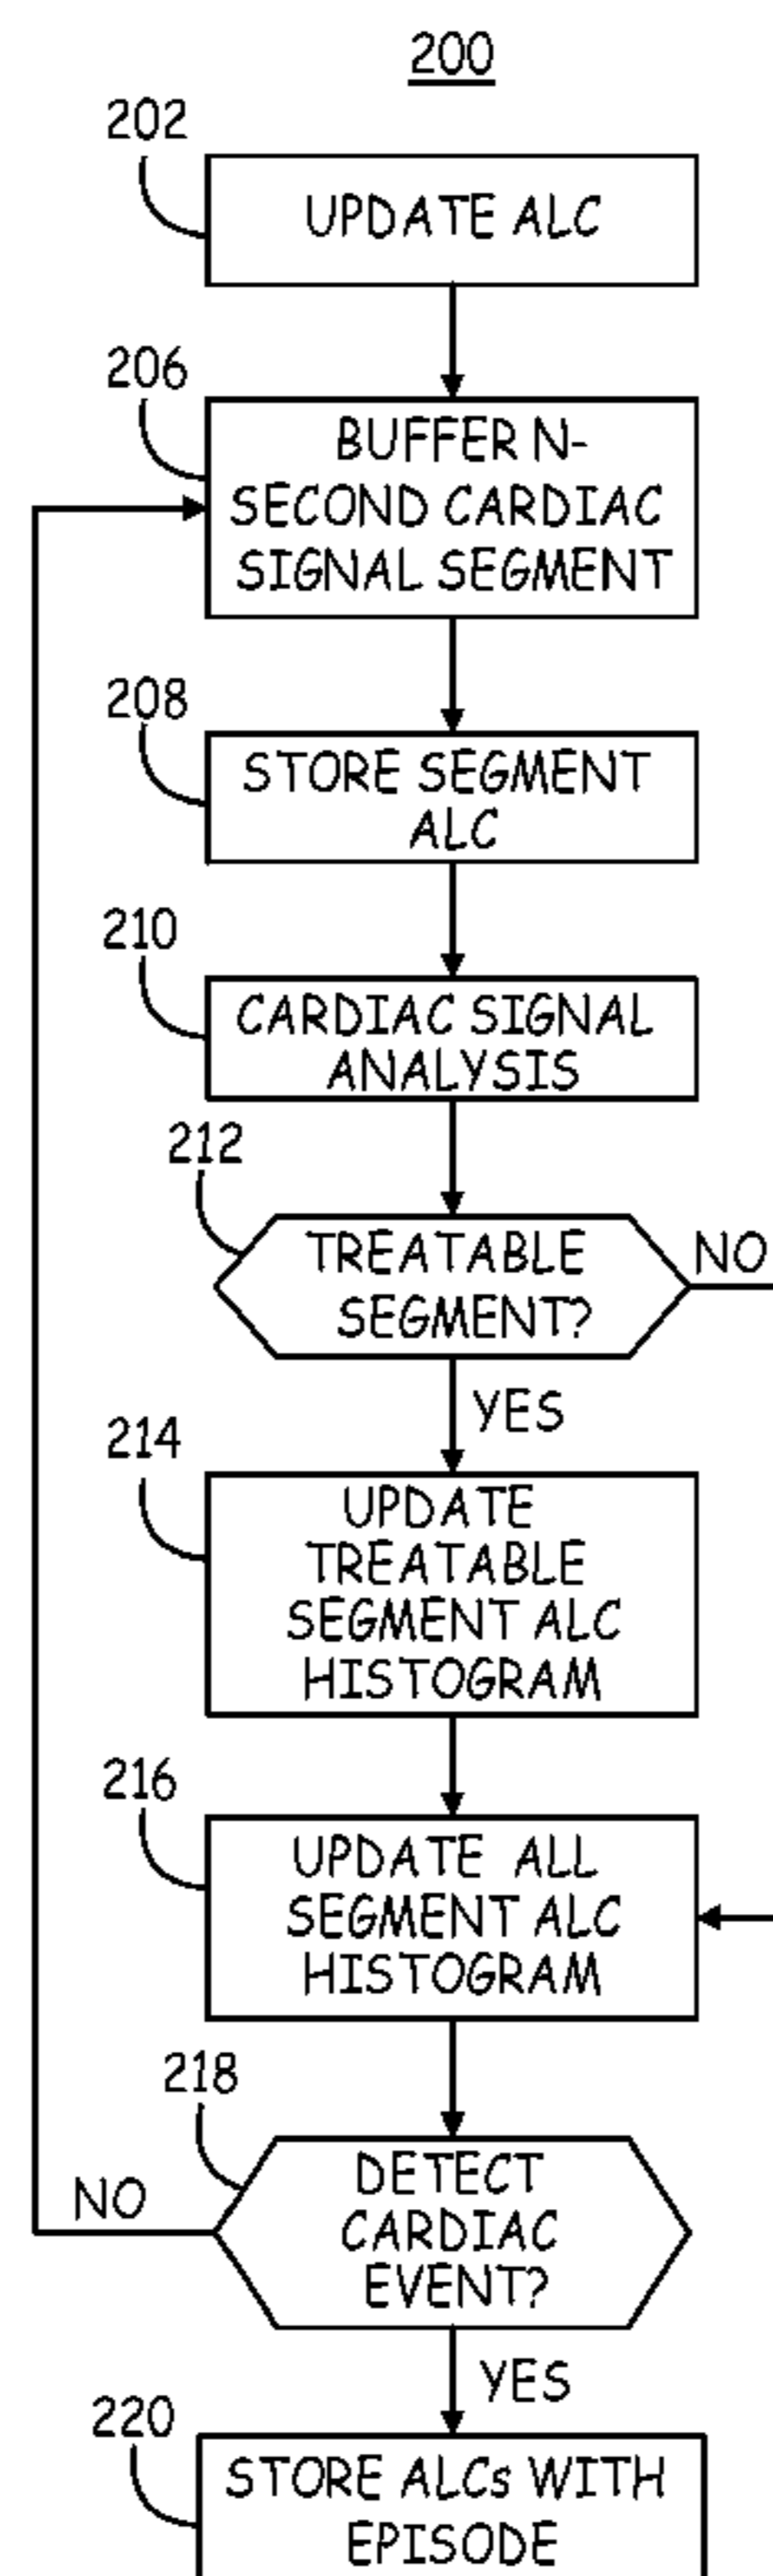 200
202
UPDATE ALC
206
BUFFER N-
SECOND CARDIAC
SIGNAL SEGMENT
208
STORE SEGMENT
ALC
210
CARDIAC SIGNAL
ANALYSIS
212
TREATABLE
SEGMENT?
NO
YES
214
UPDATE
TREATABLE
SEGMENT ALC
HISTOGRAM
216
UPDATE ALL
SEGMENT ALC
HISTOGRAM
218
DETECT
CARDIAC
EVENT?
NO
YES
220
STORE ALCs WITH
EPISODE